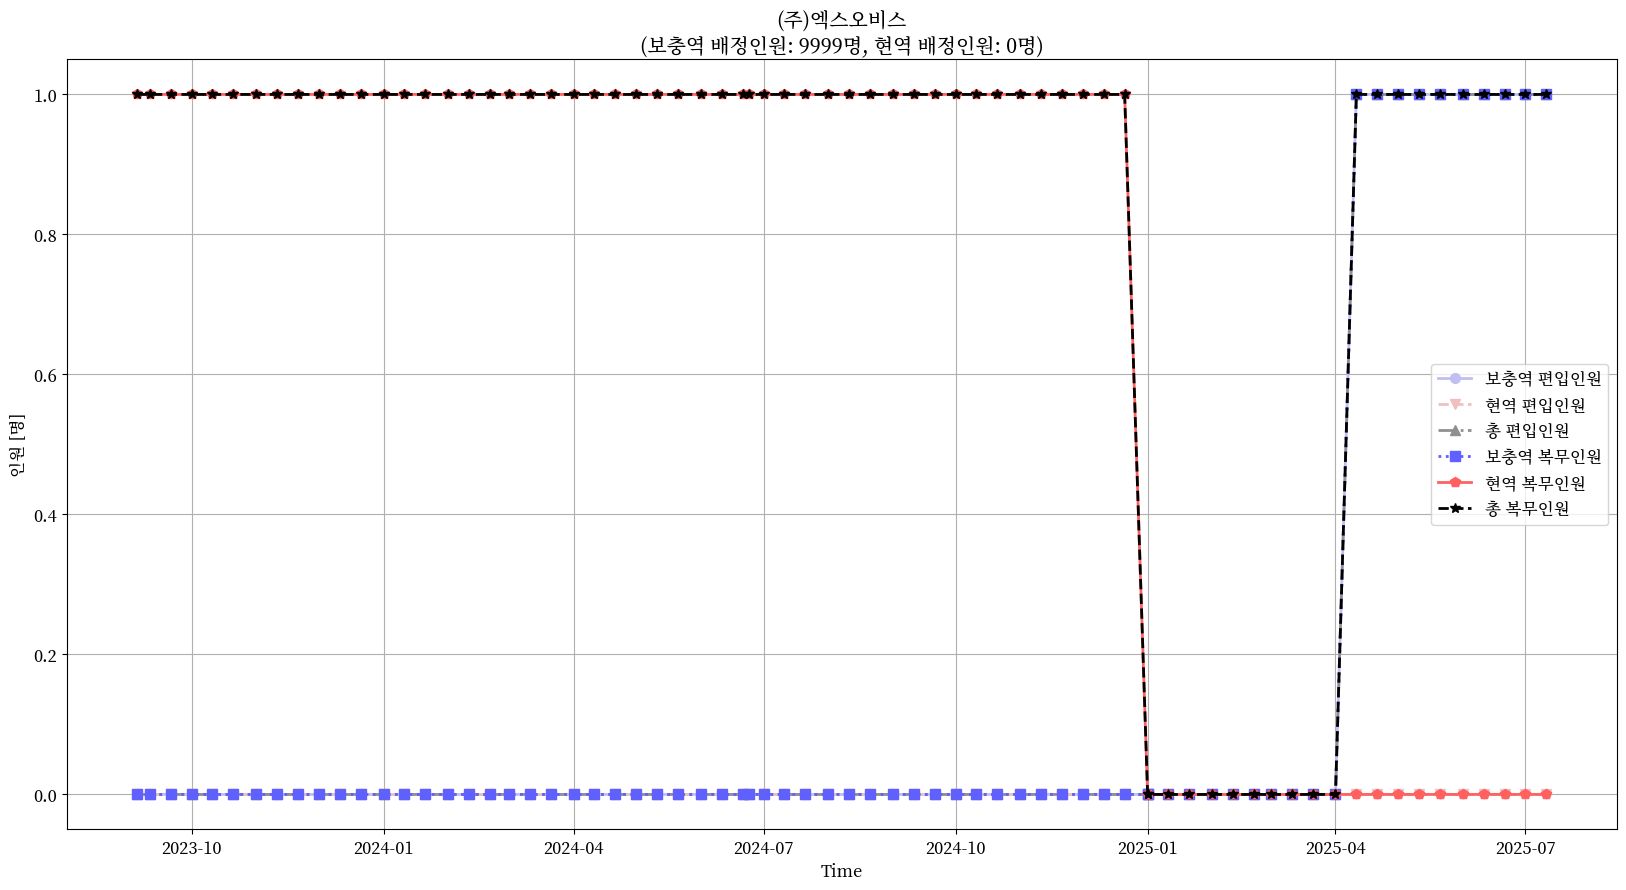 (주)엑스오비스
(보충역 배정인원: 9999명, 현역 배정인원: 0명)
1.0
0.8
0.6
0.4
0.2
0.0
인원 [명]
보충역 편입인원
현역 편입인원
총 편입인원
보충역 복무인원
현역 복무인원
총 복무인원
2023-10
2024-01
2024-04
2024-07
2024-10
2025-01
2025-04
2025-07
Time